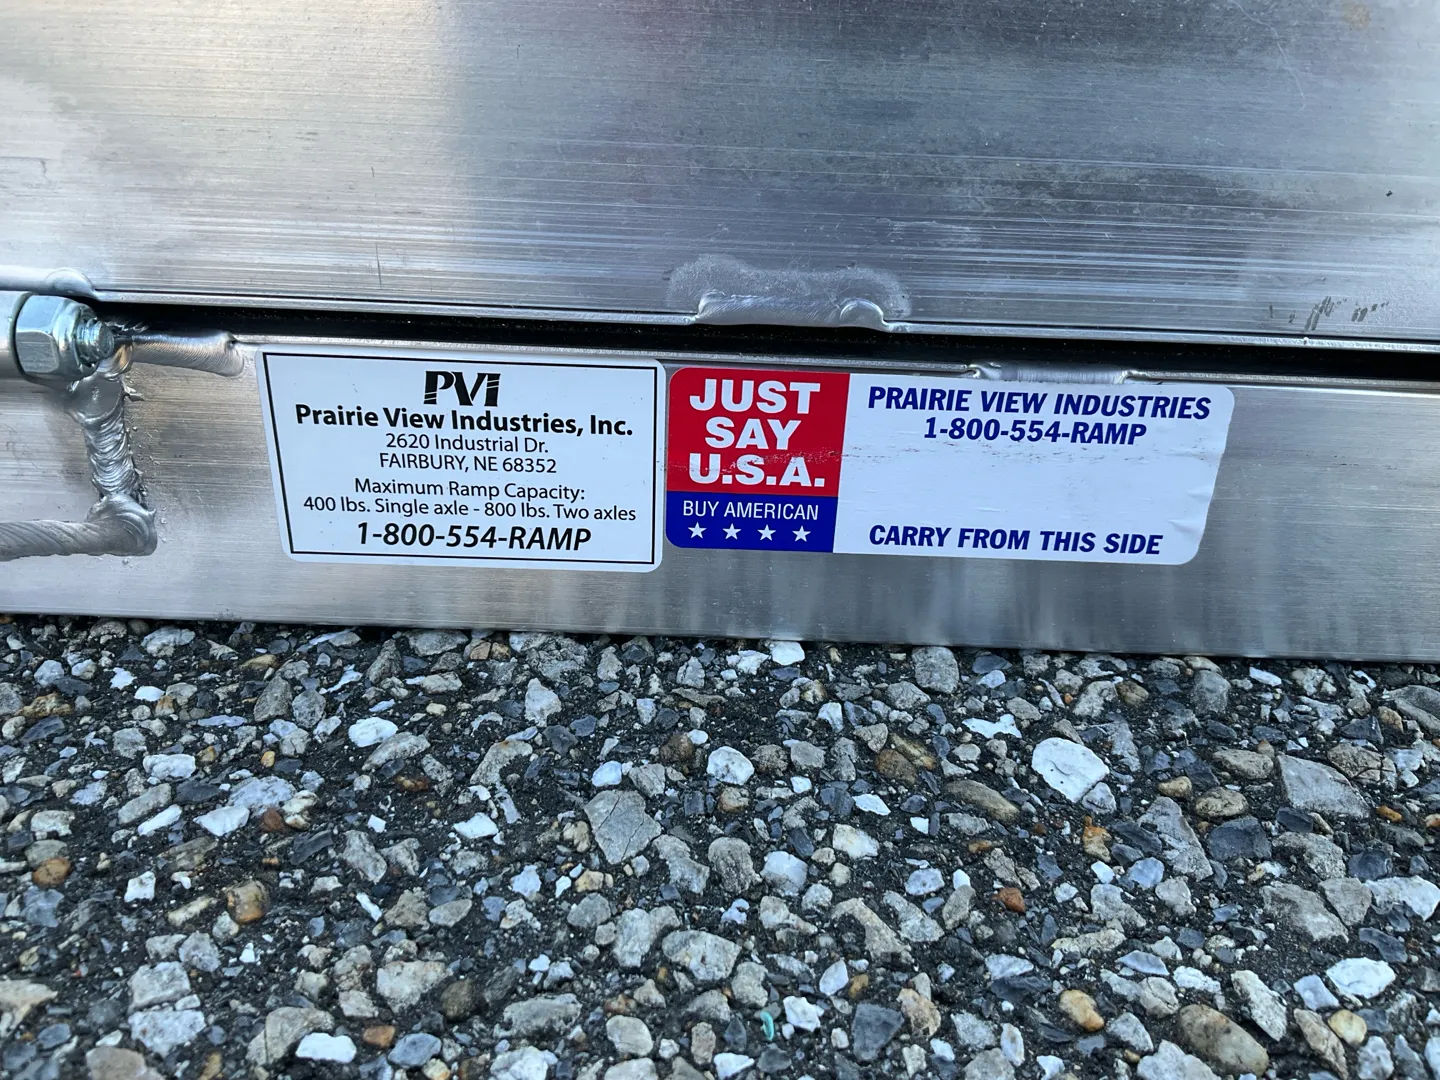 PVI
Prairie View Industries, Inc.
2620 Industrial Dr.
FAIRBURY, NE 68352
Maximum Ramp Capacity:
400 lbs. Single axle - 800 lbs. Two axles
1-800-554-RAMP
JUST
SAY
U.S.A.
BUY AMERICAN
PRAIRIE VIEW INDUSTRIES
1-800-554-RAMP
CARRY FROM THIS SIDE